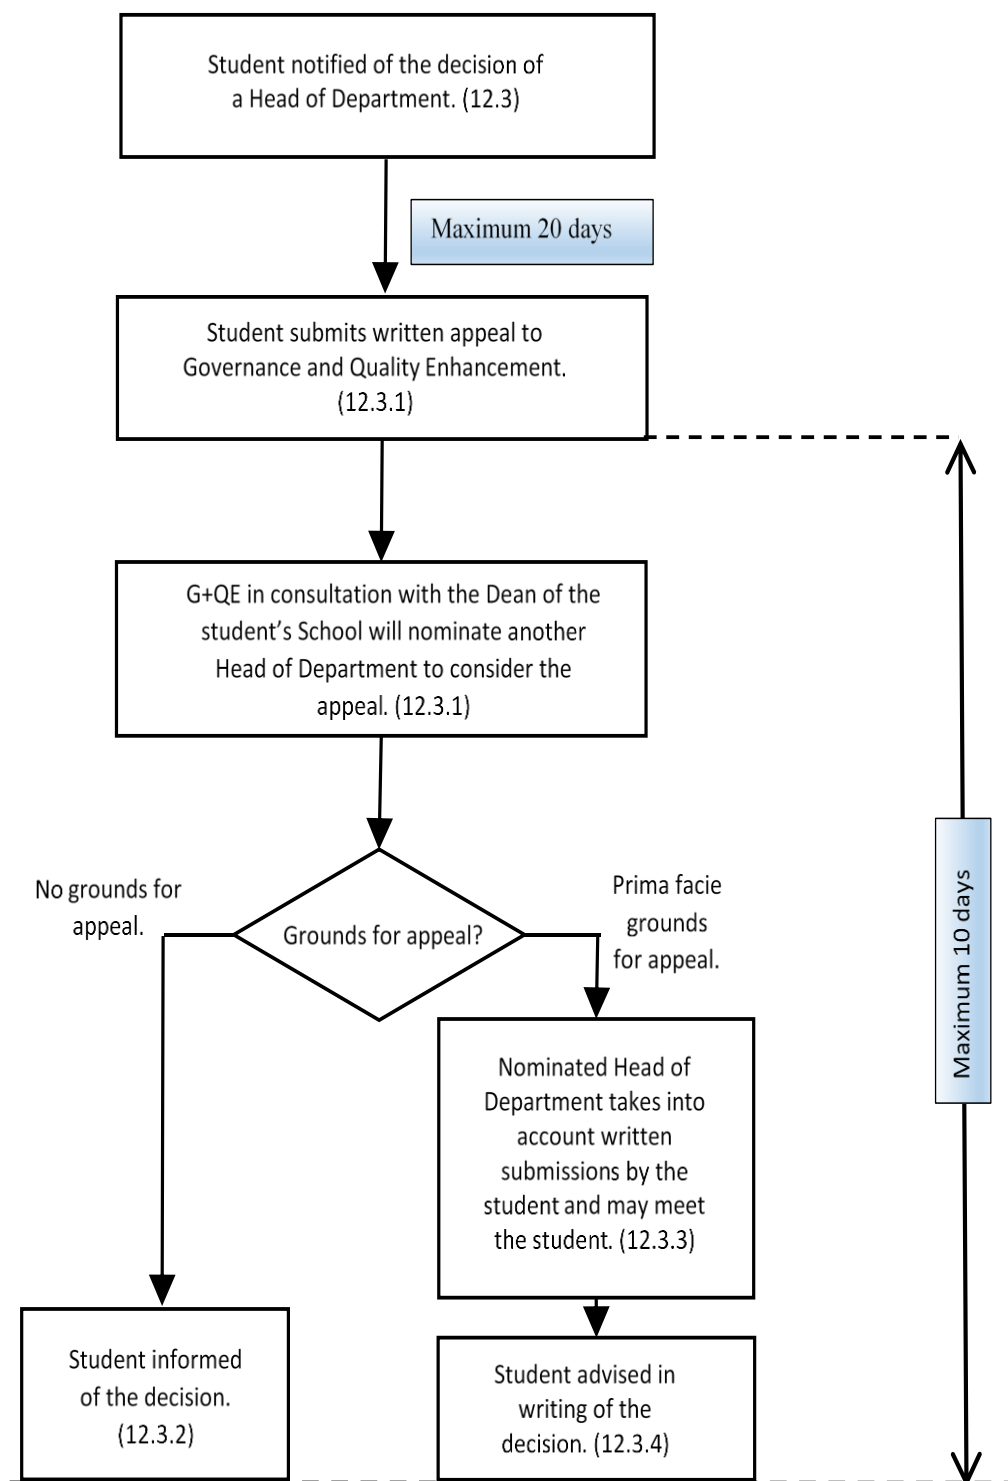 Student notified of the decision of
a Head of Department. (12.3)
Maximum 20 days
Student submits written appeal to
Governance and Quality Enhancement.
(12.3.1)
G+QE in consultation with the Dean of the
student’s School will nominate another
Head of Department to consider the
appeal. (12.3.1)
No grounds for
appeal.
Grounds for appeal?
Prima facie
grounds
for appeal.
Maximum 10 days
Nominated Head of
Department takes into
account written
submissions by the
student and may meet
the student. (12.3.3)
Student informed
of the decision.
(12.3.2)
Student advised in
writing of the
decision. (12.3.4)